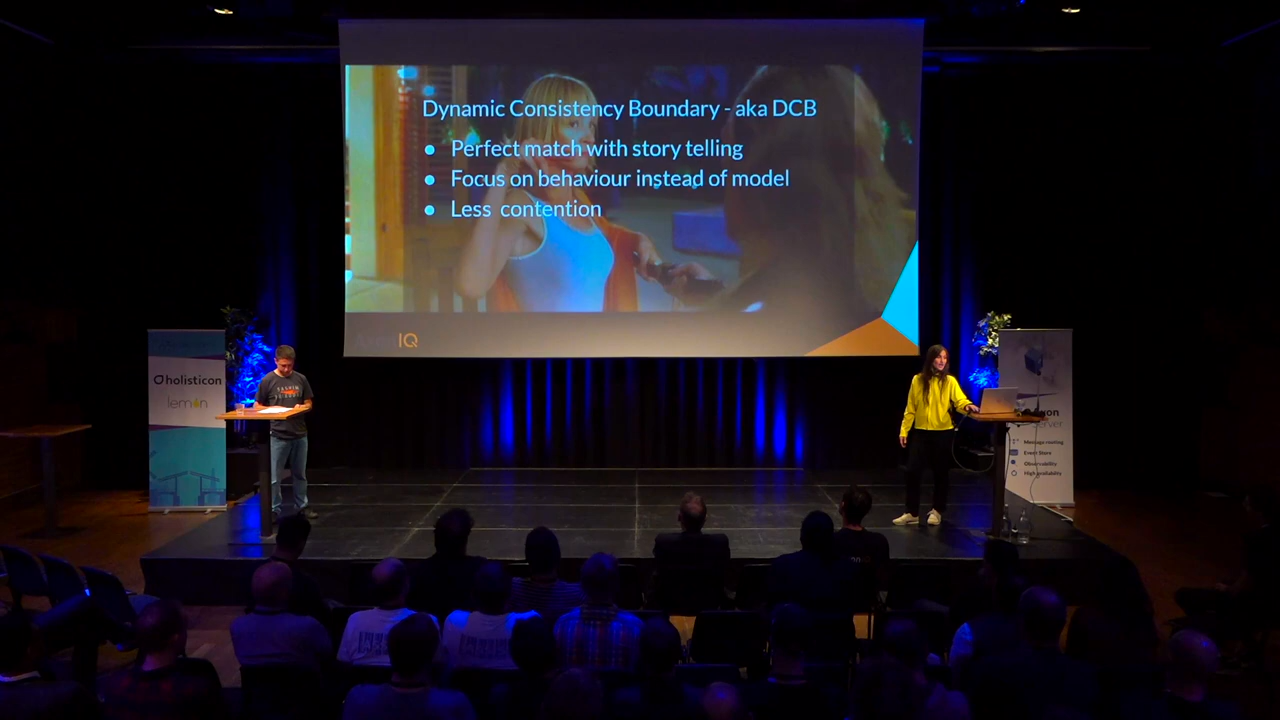 Dynamic Consistency Boundary - aka DCB
● Perfect match with story telling
● Focus on behaviour instead of model
● Less contention
IQ
holisticon
lemon
Message routing
Event Store
Observability
High availability